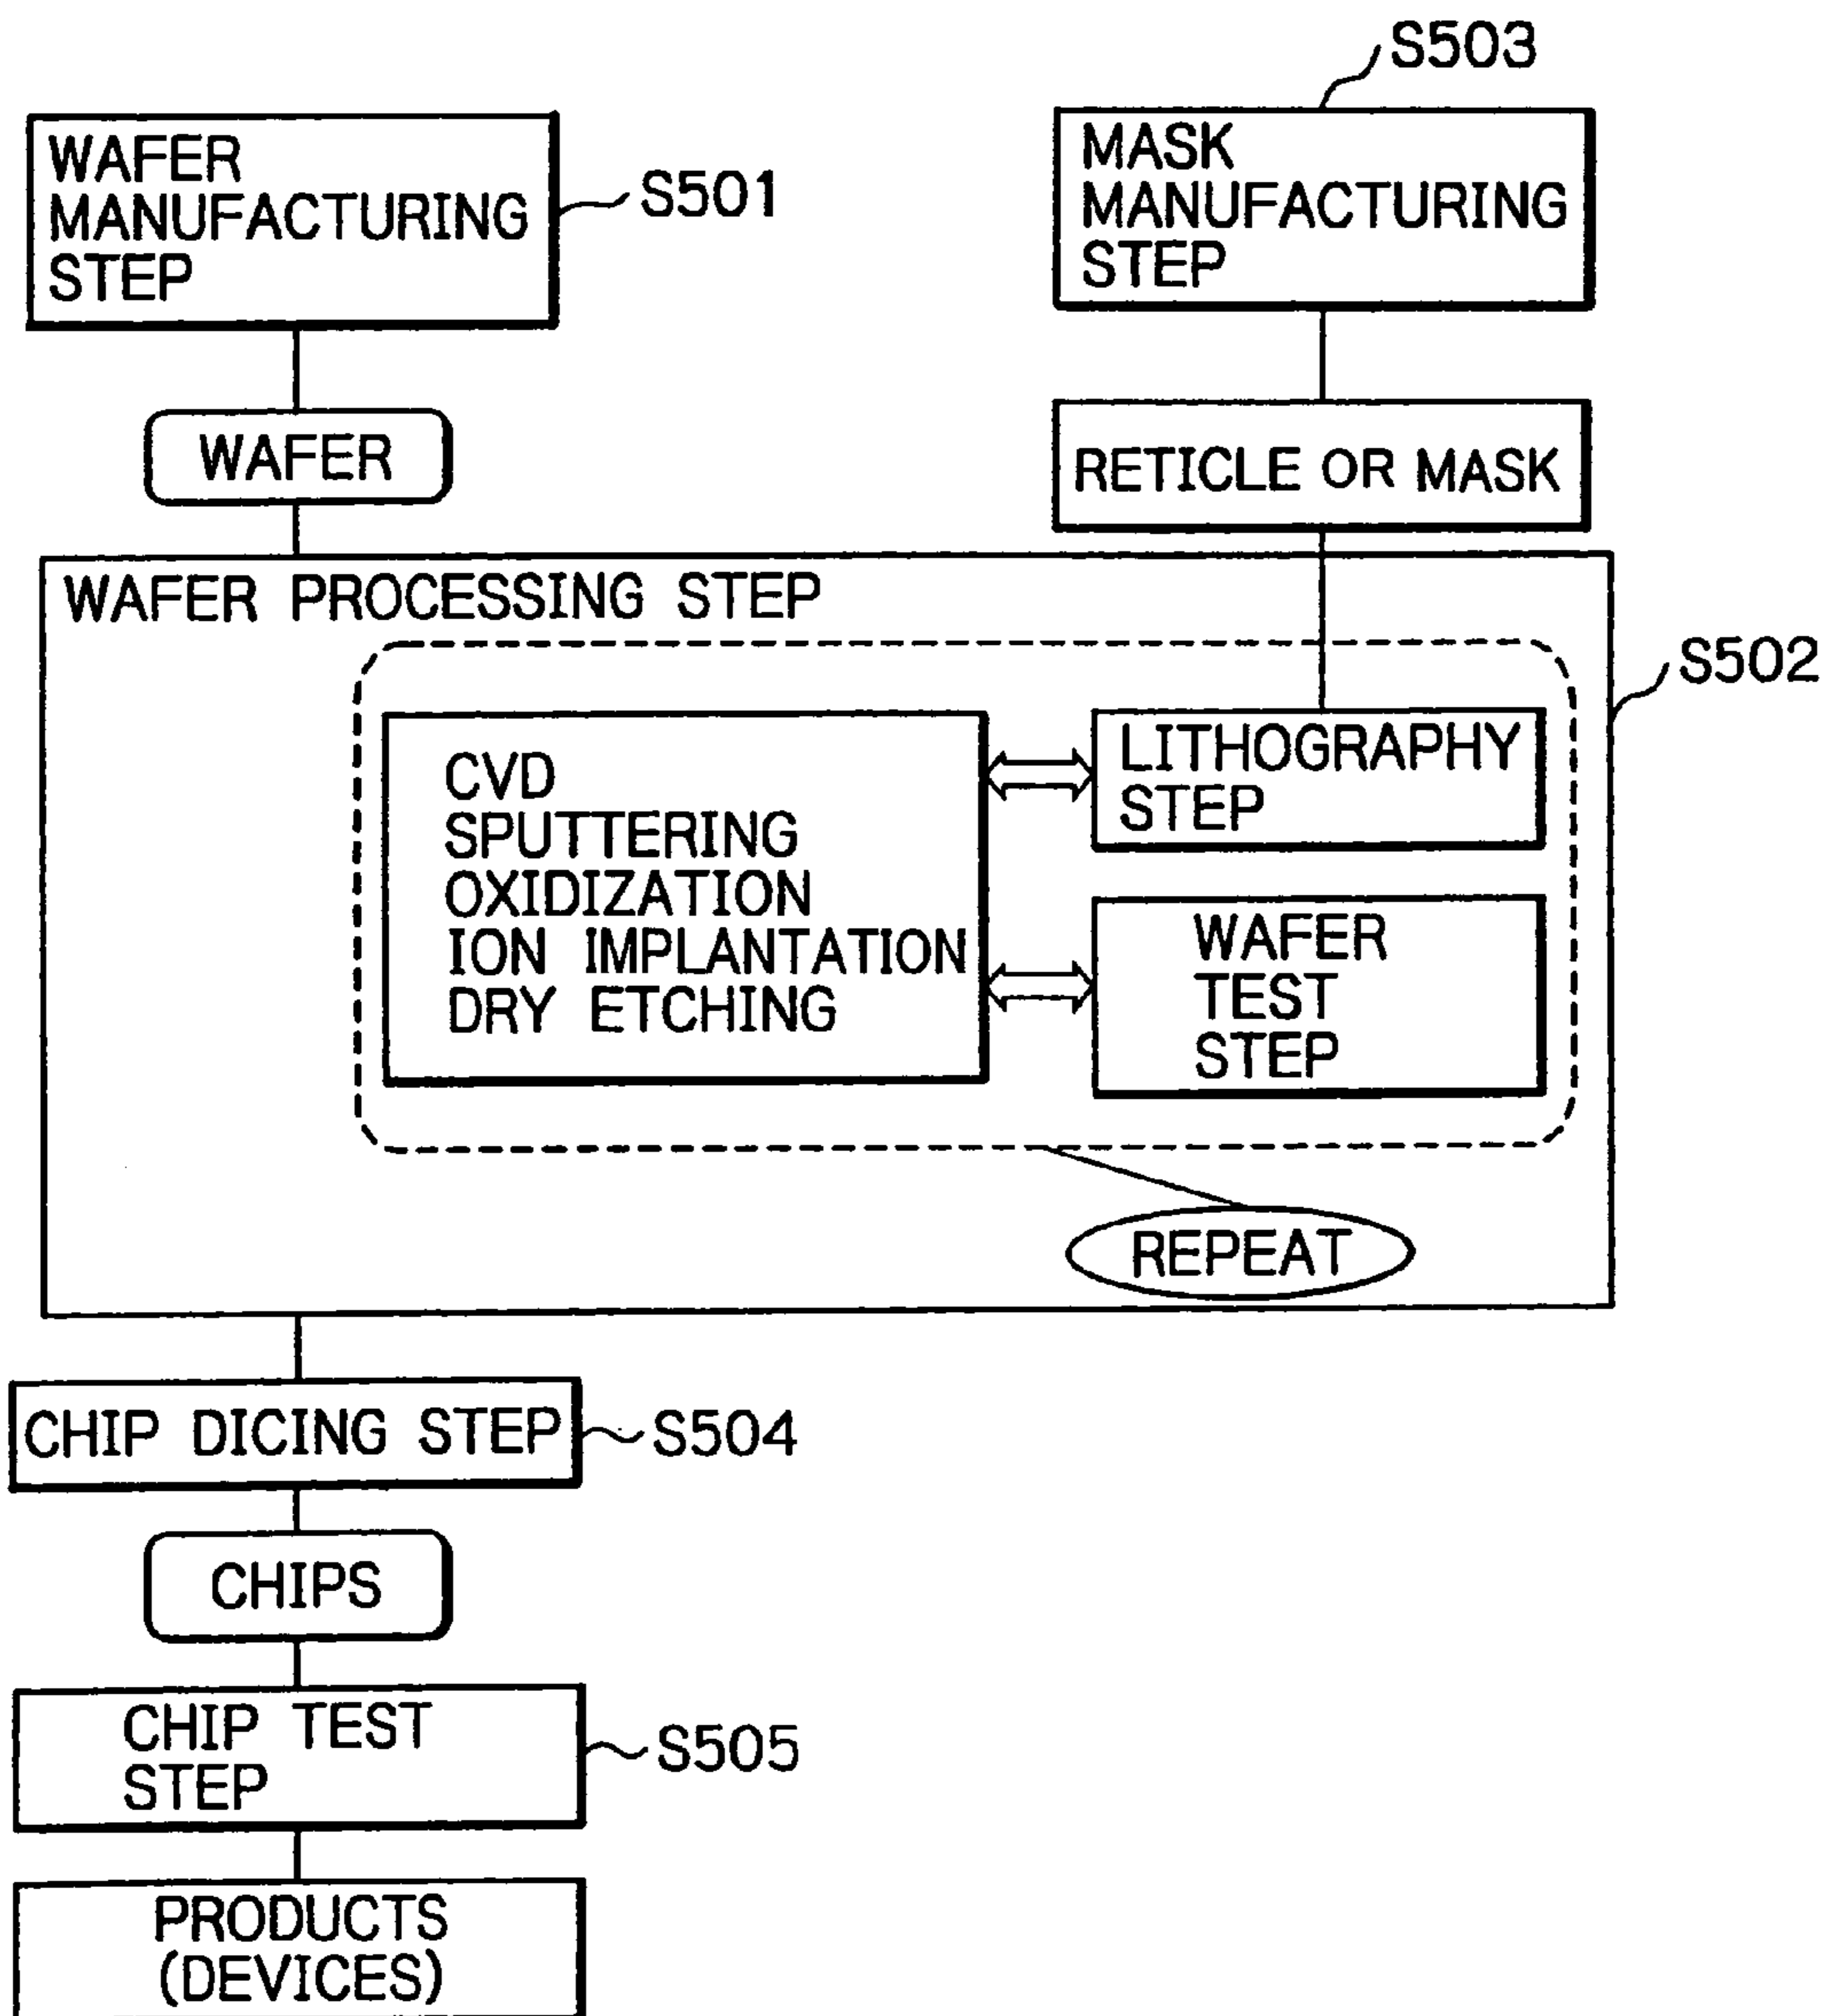 S503
WAFER
MANUFACTURING
STEP
S501
MASK
MANUFACTURING
STEP
WAFER
RETICLE OR MASK
WAFER PROCESSING STEP
S502
CVD
SPUTTERING
OXIDIZATION
ION IMPLANTATION
DRY ETCHING
LITHOGRAPHY
STEP
WAFER
TEST
STEP
REPEAT
CHIP DICING STEP
S504
CHIPS
CHIP TEST
STEP
S505
PRODUCTS
(DEVICES)